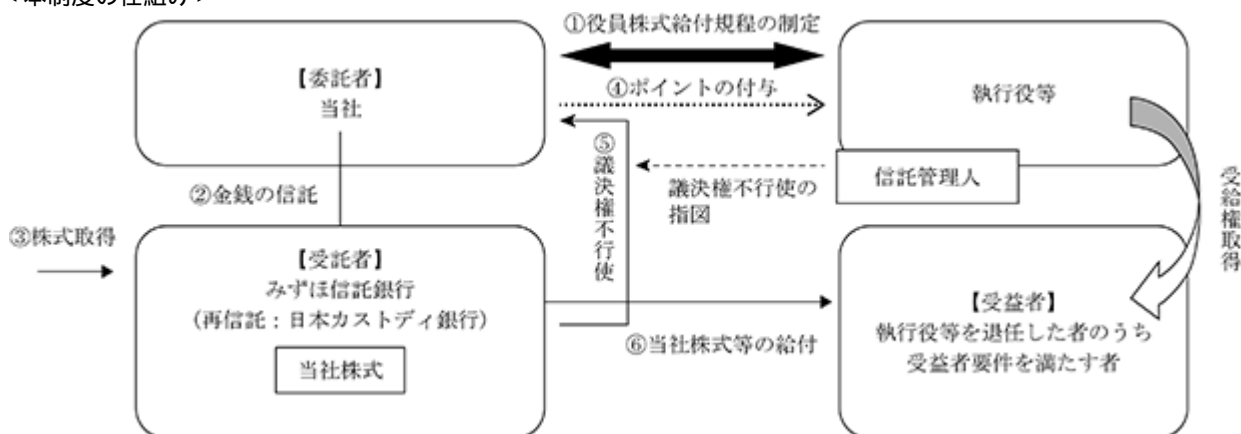 ＜本制度の仕組み＞
①役員株式給付規程の制定
【委託者】
当社
④ポイントの付与
執行役等
⑤議決権不行使
議決権不行使の
指図
信託管理人
受給権取得
②金銭の信託
③株式取得
【受託者】
みずほ信託銀行
（再信託：日本カストディ銀行）
当社株式
⑥当社株式等の給付
【受益者】
執行役等を退任した者のうち
受益者要件を満たす者